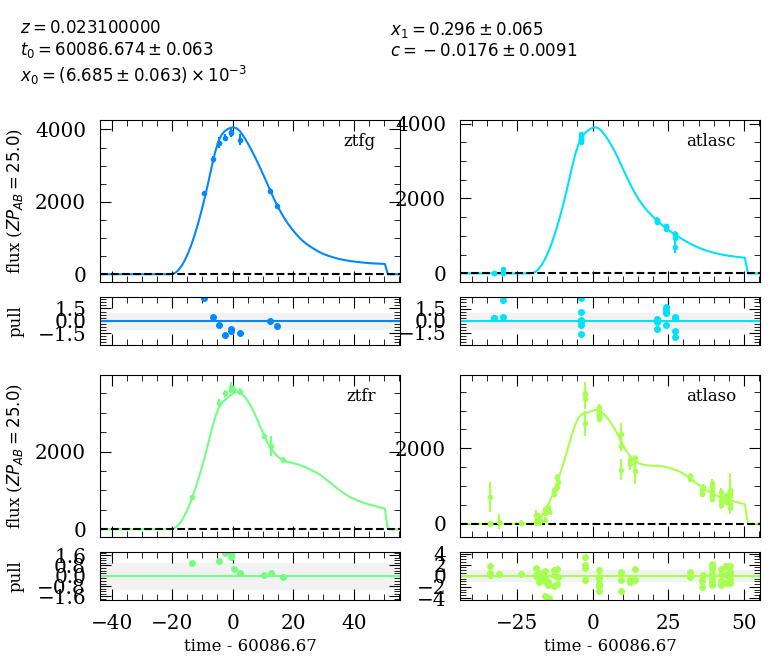 z = 0.023100000
t₀ = 60086.674 ± 0.063
x₀ = (6.685 ± 0.063) × 10⁻³
x₁ = 0.296 ± 0.065
c = −0.0176 ± 0.0091
flux (ZP_AB = 25.0)
4000
2000
0
ztfg
4000
2000
0
atlasc
pull
1.5
0.0
−1.5
1.5
0.0
−1.5
flux (ZP_AB = 25.0)
2000
0
ztfr
2000
0
atlaso
pull
1.6
0.8
0.0
−0.8
−1.6
4
2
0
−2
−4
−40 −20 0 20 40
−25 0 25 50
time - 60086.67
time - 60086.67